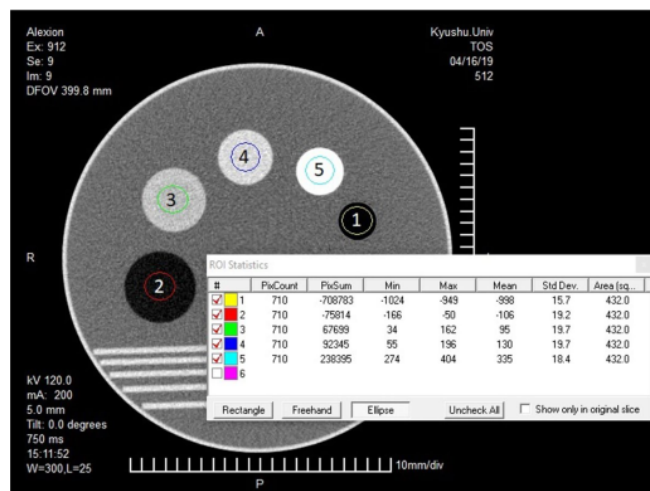 Alexion
Ex: 912
Se: 9
Im: 9
DFOV 399.8 mm
A
Kyushu.Univ
TOS
04/16/19
512
4
5
3
1
R
2
ROI Statistics
# PixCount PixSum Min Max Mean Std Dev. Area (sq...
1 710 -708783 -1024 -949 -998 15.7 432.0
2 710 -75814 -166 -50 -106 19.2 432.0
3 710 67699 34 162 95 19.7 432.0
4 710 92345 55 196 130 19.7 432.0
5 710 238395 274 404 335 18.4 432.0
6
Rectangle Freehand Ellipse Uncheck All Show only in original slice
kV 120.0
mA: 200
5.0 mm
Tilt: 0.0 degrees
750 ms
15:11:52
W=300,L=25
10mm/div
P